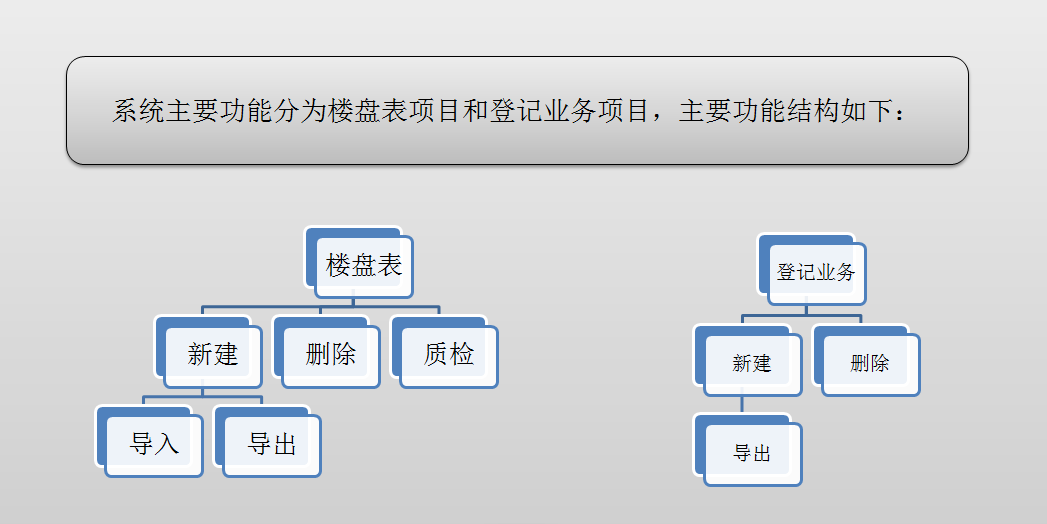 系统主要功能分为楼盘表项目和登记业务项目，主要功能结构如下：
楼盘表
新建
删除
质检
导入
导出
登记业务
新建
删除
导出